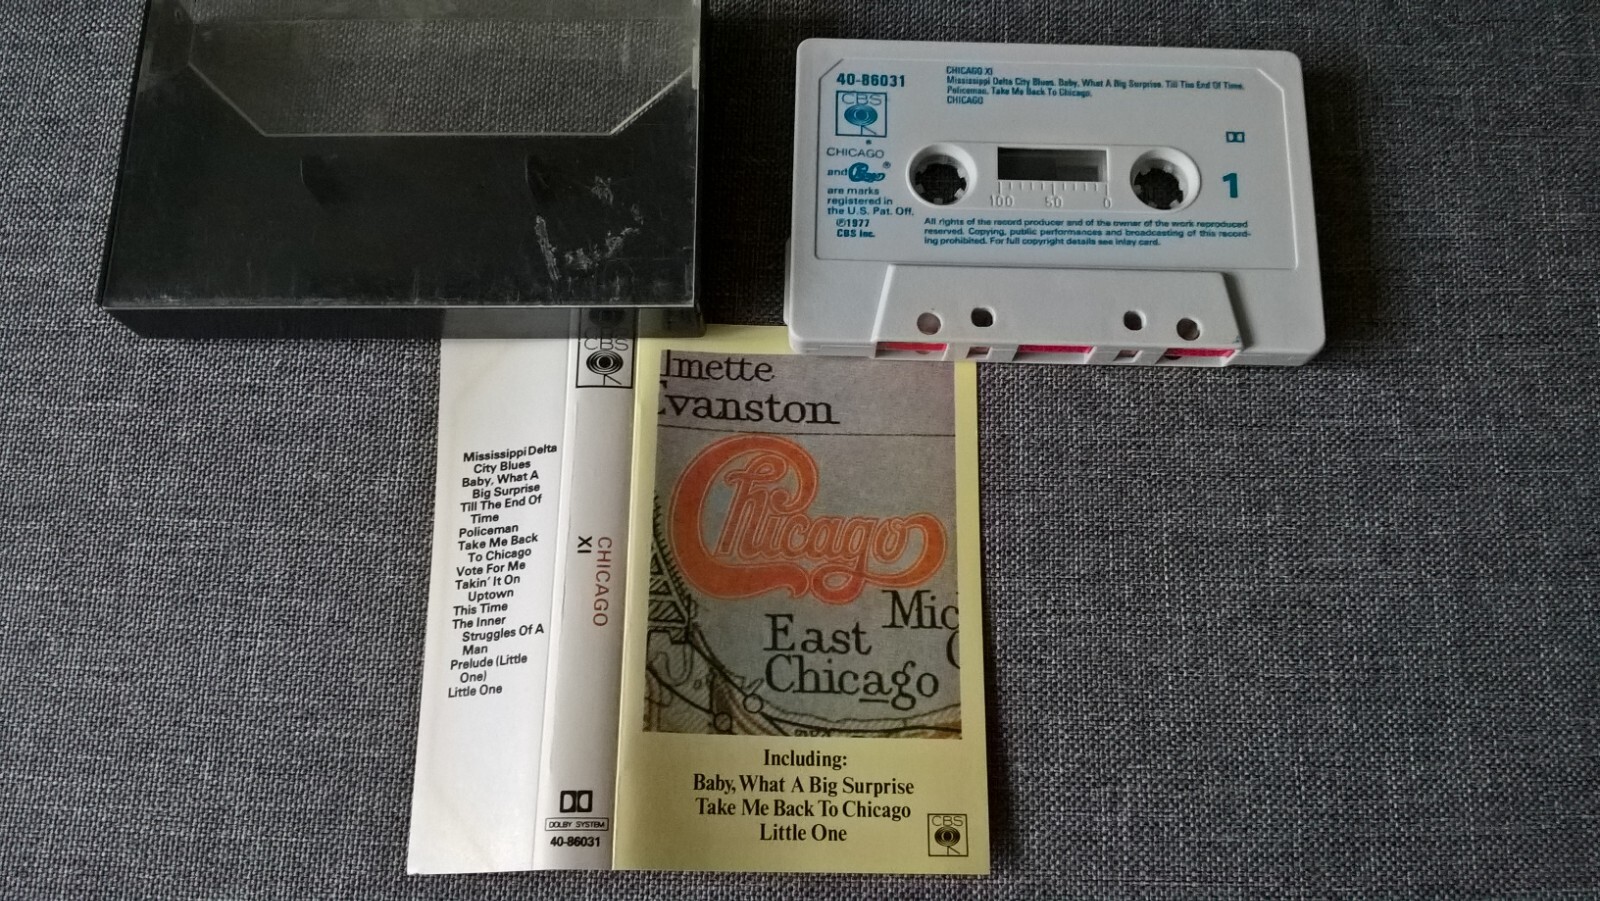 40-86031
CBS
CHICAGO
and Chicago ®
are marks
registered in
the U.S. Pat. Off.
℗1977
CBS Inc.
CHICAGO XI
Mississippi Delta City Blues. Baby, What A Big Surprise. Till The End Of Time.
Policeman. Take Me Back To Chicago.
CHICAGO
1
100 50 0
All rights of the record producer and of the owner of the work reproduced
reserved. Copying, public performances and broadcasting of this record-
ing prohibited. For full copyright details see inlay card.
Mississippi Delta
City Blues
Baby, What A
Big Surprise
Till The End Of
Time
Policeman
Take Me Back
To Chicago
Vote For Me
Takin' It On
Uptown
This Time
The Inner
Struggles Of A
Man
Prelude (Little
One)
Little One
CBS
CHICAGO
XI
DOLBY SYSTEM
40-86031
lmette
Evanston
Chicago
Mic
East
Chicago
Including:
Baby, What A Big Surprise
Take Me Back To Chicago
Little One
CBS